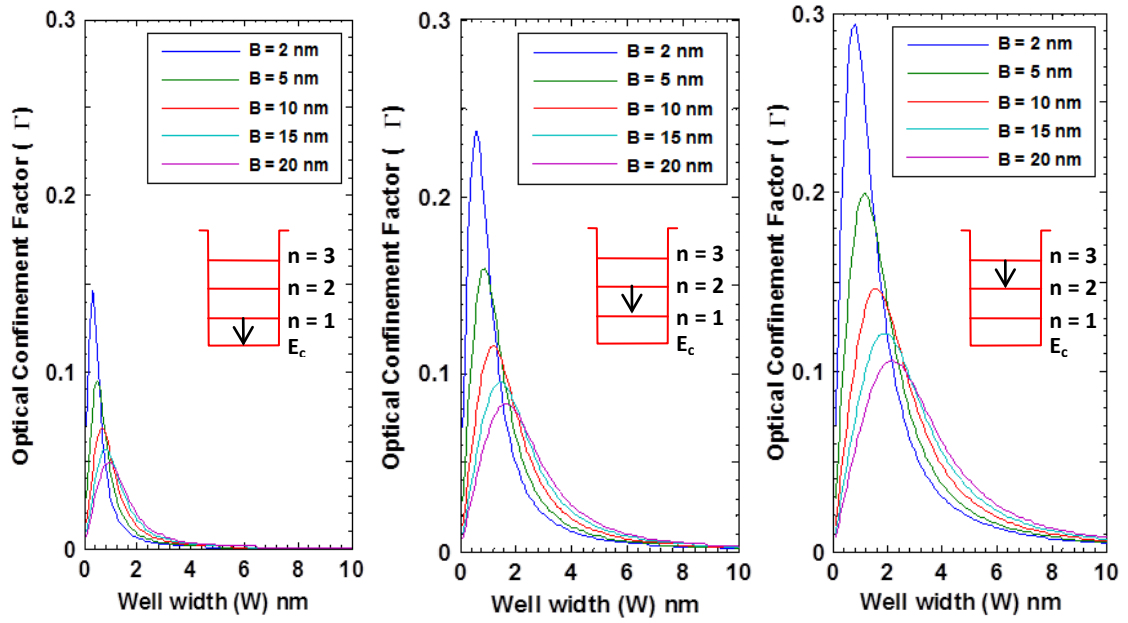 Optical Confinement Factor ( Γ)
0.3
0.2
0.1
0
B = 2 nm
B = 5 nm
B = 10 nm
B = 15 nm
B = 20 nm
n = 3
n = 2
n = 1
Ec
0 2 4 6 8 10
Well width (W) nm
Optical Confinement Factor ( Γ)
0.3
0.2
0.1
0
B = 2 nm
B = 5 nm
B = 10 nm
B = 15 nm
B = 20 nm
n = 3
n = 2
n = 1
Ec
0 2 4 6 8 10
Well width (W) nm
Optical Confinement Factor ( Γ)
0.3
0.2
0.1
0
B = 2 nm
B = 5 nm
B = 10 nm
B = 15 nm
B = 20 nm
n = 3
n = 2
n = 1
Ec
0 2 4 6 8 10
Well width (W) nm